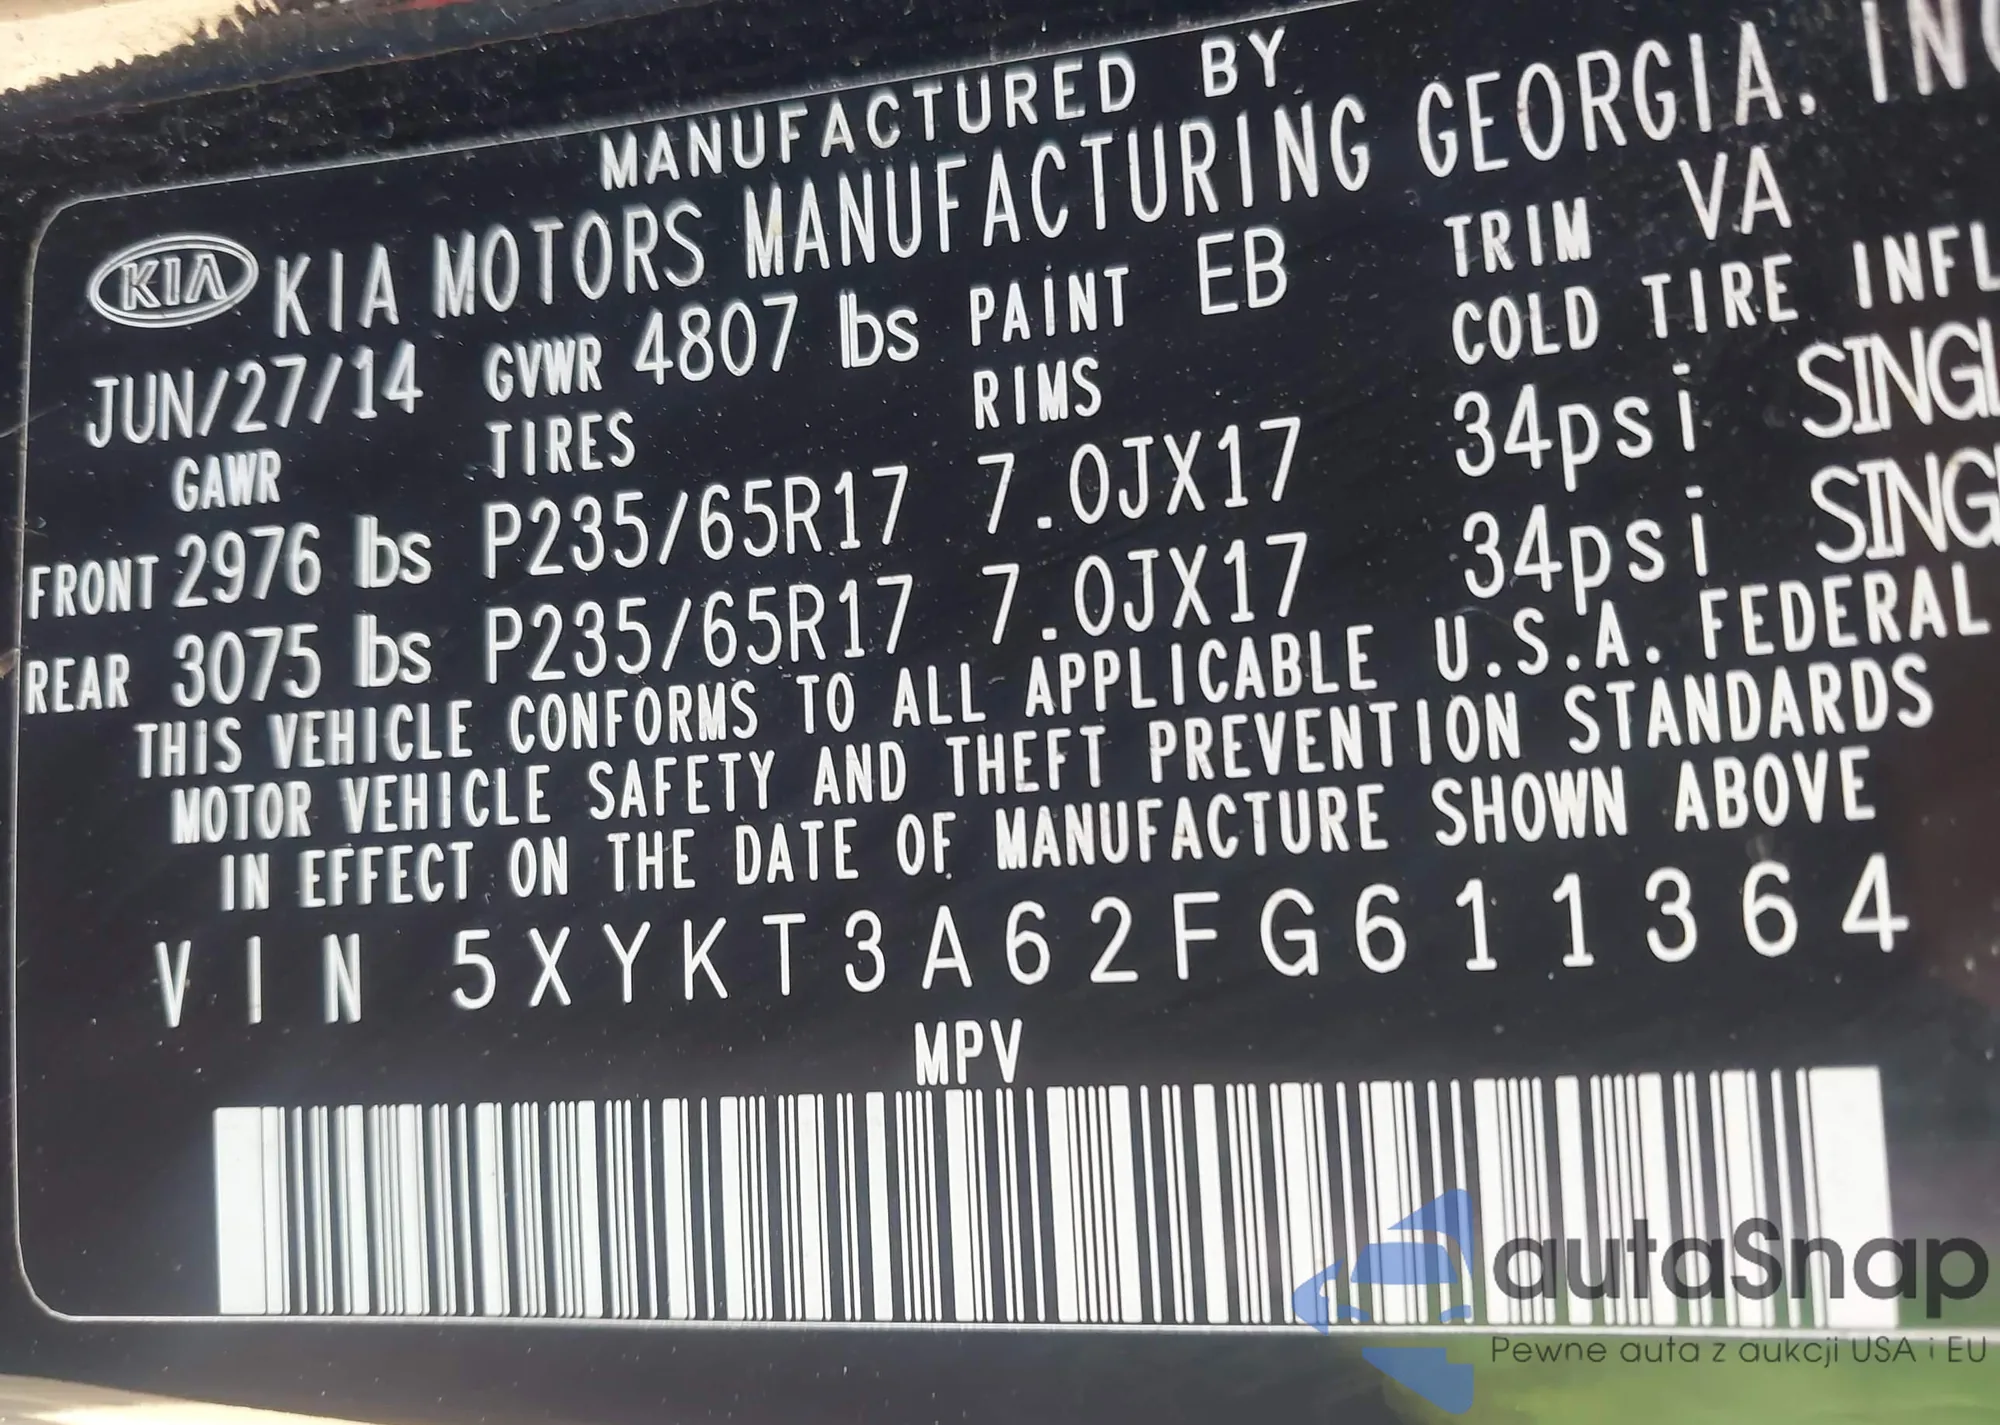 MANUFACTURED BY
KIA KIA MOTORS MANUFACTURING GEORGIA, INC
JUN/27/14 GVWR 4807 lbs PAINT EB TRIM VA
GAWR TIRES RIMS COLD TIRE INFL
FRONT 2976 lbs P235/65R17 7.0JX17 34psi SINGL
REAR 3075 lbs P235/65R17 7.0JX17 34psi SINGL
THIS VEHICLE CONFORMS TO ALL APPLICABLE U.S.A. FEDERAL
MOTOR VEHICLE SAFETY AND THEFT PREVENTION STANDARDS
IN EFFECT ON THE DATE OF MANUFACTURE SHOWN ABOVE
VIN 5XYKT3A62FG611364
MPV
autaSnap
Pewne auta z aukcji USA i EU